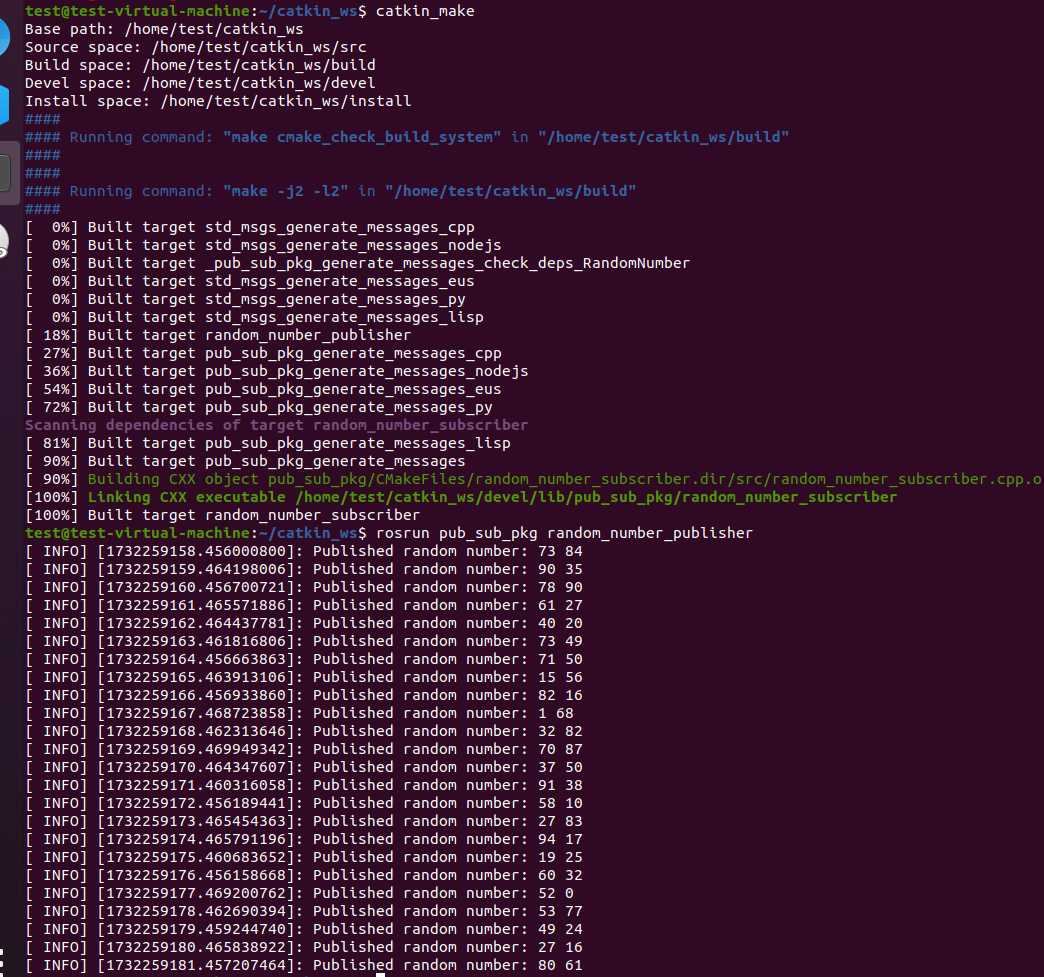 test@test-virtual-machine:~/catkin_ws$ catkin_make
Base path: /home/test/catkin_ws
Source space: /home/test/catkin_ws/src
Build space: /home/test/catkin_ws/build
Devel space: /home/test/catkin_ws/devel
Install space: /home/test/catkin_ws/install
####
#### Running command: "make cmake_check_build_system" in "/home/test/catkin_ws/build"
####
####
#### Running command: "make -j2 -l2" in "/home/test/catkin_ws/build"
####
[  0%] Built target std_msgs_generate_messages_cpp
[  0%] Built target std_msgs_generate_messages_nodejs
[  0%] Built target _pub_sub_pkg_generate_messages_check_deps_RandomNumber
[  0%] Built target std_msgs_generate_messages_eus
[  0%] Built target std_msgs_generate_messages_py
[  0%] Built target std_msgs_generate_messages_lisp
[ 18%] Built target random_number_publisher
[ 27%] Built target pub_sub_pkg_generate_messages_cpp
[ 36%] Built target pub_sub_pkg_generate_messages_nodejs
[ 54%] Built target pub_sub_pkg_generate_messages_eus
[ 72%] Built target pub_sub_pkg_generate_messages_py
Scanning dependencies of target random_number_subscriber
[ 81%] Built target pub_sub_pkg_generate_messages_lisp
[ 90%] Built target pub_sub_pkg_generate_messages
[ 90%] Building CXX object pub_sub_pkg/CMakeFiles/random_number_subscriber.dir/src/random_number_subscriber.cpp.o
[100%] Linking CXX executable /home/test/catkin_ws/devel/lib/pub_sub_pkg/random_number_subscriber
[100%] Built target random_number_subscriber
test@test-virtual-machine:~/catkin_ws$ rosrun pub_sub_pkg random_number_publisher
[ INFO] [1732259158.456000800]: Published random number: 73 84
[ INFO] [1732259159.464198006]: Published random number: 90 35
[ INFO] [1732259160.456700721]: Published random number: 78 90
[ INFO] [1732259161.465571886]: Published random number: 61 27
[ INFO] [1732259162.464437781]: Published random number: 40 20
[ INFO] [1732259163.461816806]: Published random number: 73 49
[ INFO] [1732259164.456663863]: Published random number: 71 50
[ INFO] [1732259165.463913106]: Published random number: 15 56
[ INFO] [1732259166.456933860]: Published random number: 82 16
[ INFO] [1732259167.468723858]: Published random number: 1 68
[ INFO] [1732259168.462313646]: Published random number: 32 82
[ INFO] [1732259169.469949342]: Published random number: 70 87
[ INFO] [1732259170.464347607]: Published random number: 37 50
[ INFO] [1732259171.460316058]: Published random number: 91 38
[ INFO] [1732259172.456189441]: Published random number: 58 10
[ INFO] [1732259173.465454363]: Published random number: 27 83
[ INFO] [1732259174.465791196]: Published random number: 94 17
[ INFO] [1732259175.460683652]: Published random number: 19 25
[ INFO] [1732259176.456158668]: Published random number: 60 32
[ INFO] [1732259177.469200762]: Published random number: 52 0
[ INFO] [1732259178.462690394]: Published random number: 53 77
[ INFO] [1732259179.459244740]: Published random number: 49 24
[ INFO] [1732259180.465838922]: Published random number: 27 16
[ INFO] [1732259181.457207464]: Published random number: 80 61